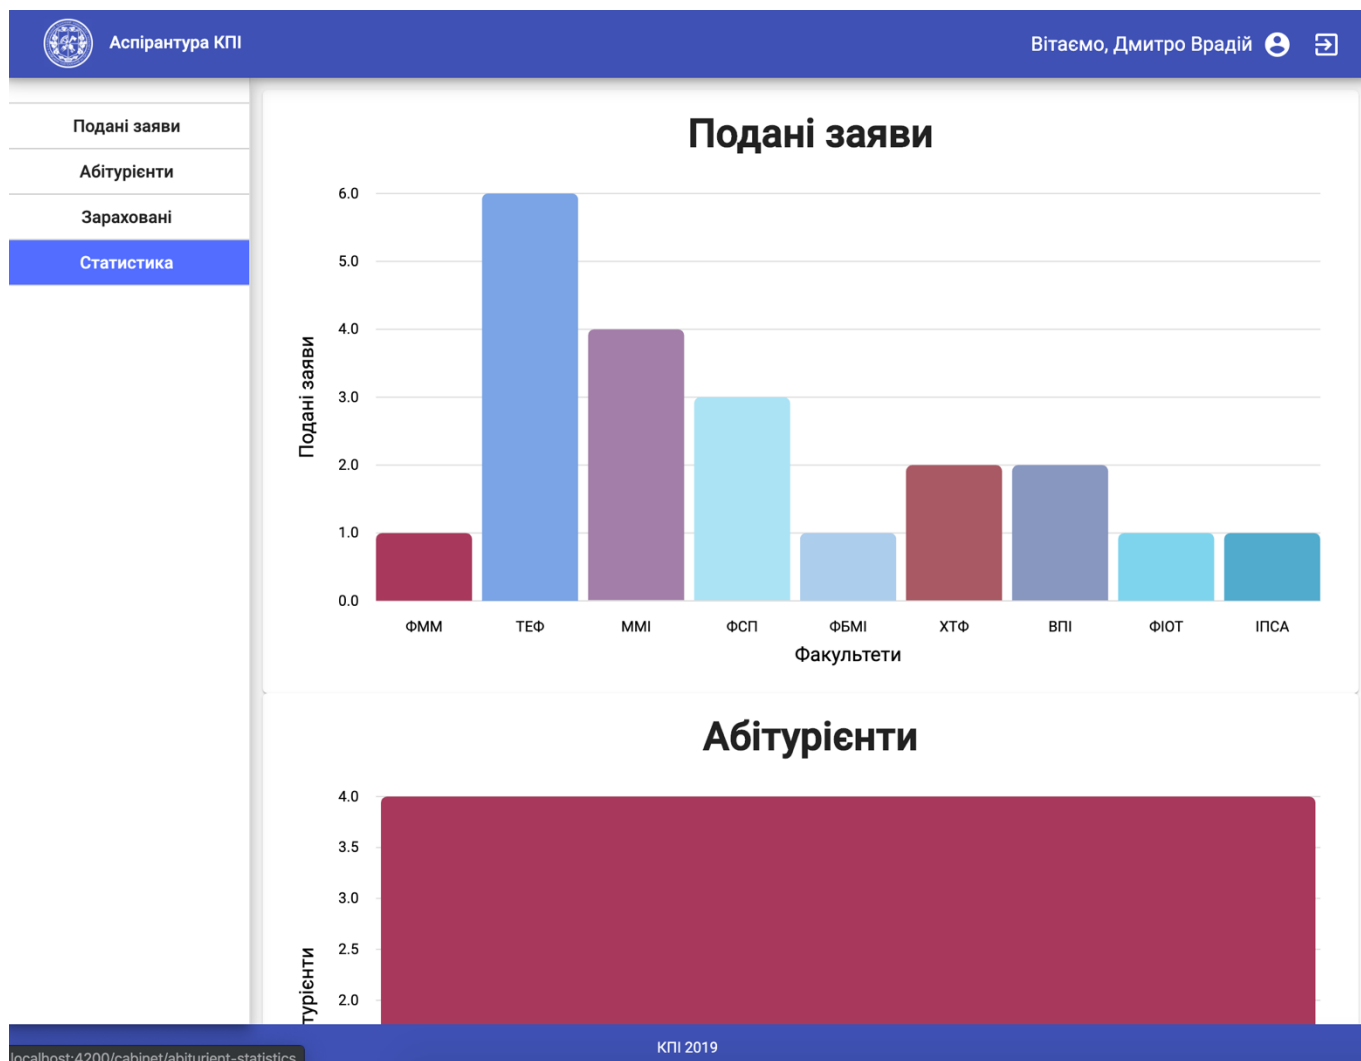 Аспірантура КПІ
Вітаємо, Дмитро Врадій
Подані заяви
Абітурієнти
Зараховані
Статистика
Подані заяви
6.0
5.0
4.0
3.0
2.0
1.0
0.0
Подані заяви
ФММ ТЕФ ММІ ФСП ФБМІ ХТФ ВПІ ФІОТ ІПСА
Факультети
Абітурієнти
4.0
3.5
3.0
2.5
2.0
КПІ 2019
localhost:4200/cabinet/abiturient-statistics